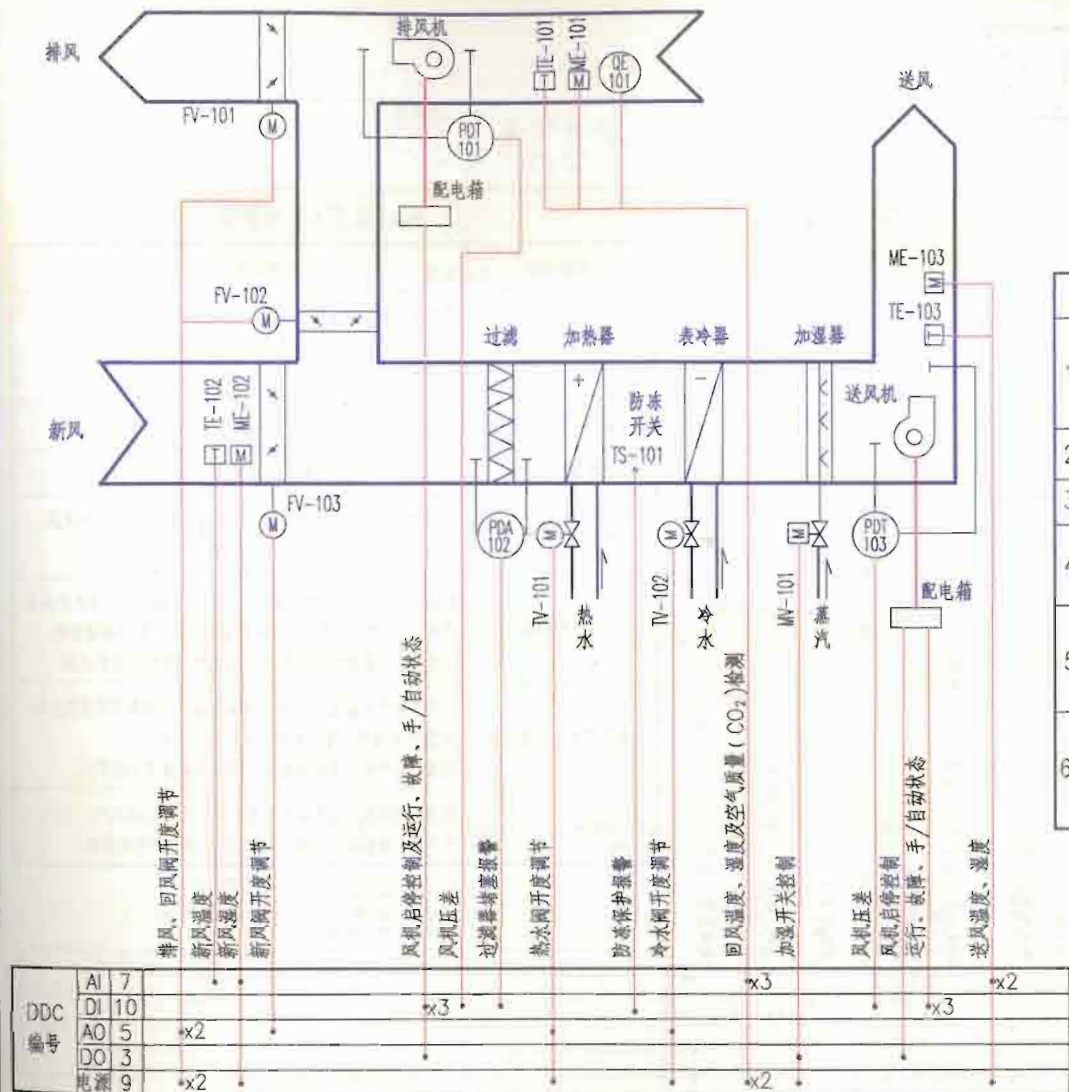 排风
排风机
TE-101
ME-101
T
M
QE
101
送风
FV-101
M
PDT
101
配电箱
ME-103
M
TE-103
T
FV-102
M
过滤
加热器
表冷器
加湿器
+
-
防冻
开关
TS-101
送风机
新风
TE-102
ME-102
T
M
FV-103
M
PDA
102
M
M
M
PDT
103
TV-101
热水
TV-102
冷水
MV-101
蒸汽
配电箱
排风、回风阀开度调节
新风温度
新风湿度
新风阀开度调节
风机启停控制及运行、故障、手/自动状态
风机压差
过滤器堵塞报警
热水阀开度调节
防冻保护报警
冷水阀开度调节
回风温度、湿度及空气质量(CO₂)检测
加湿开关控制
风机压差
风机启停控制
运行、故障、手/自动状态
送风温度、湿度
DDC
编号
AI 7 x3 x2
DI 10 x3 x3
AO 5 x2
DO 3
电源 9 x2 x2
2
3
4
5
6